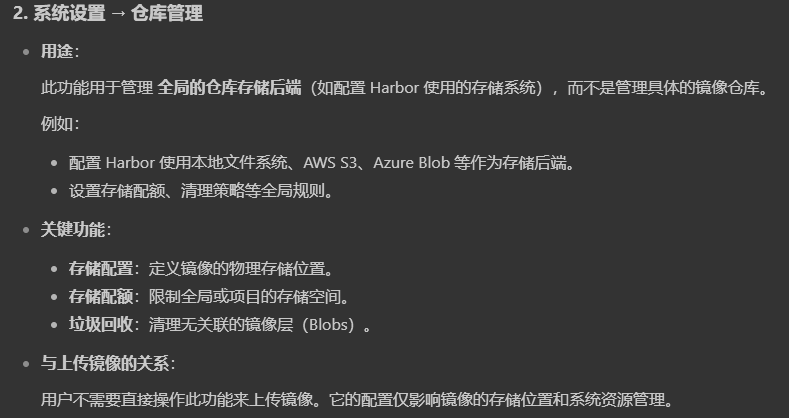 2. 系统设置 → 仓库管理
• 用途：
此功能用于管理 全局的仓库存储后端（如配置 Harbor 使用的存储系统），而不是管理具体的镜像仓库。
例如：
• 配置 Harbor 使用本地文件系统、AWS S3、Azure Blob 等作为存储后端。
• 设置存储配额、清理策略等全局规则。
• 关键功能：
• 存储配置：定义镜像的物理存储位置。
• 存储配额：限制全局或项目的存储空间。
• 垃圾回收：清理无关联的镜像层（Blobs）。
• 与上传镜像的关系：
用户不需要直接操作此功能来上传镜像。它的配置仅影响镜像的存储位置和系统资源管理。